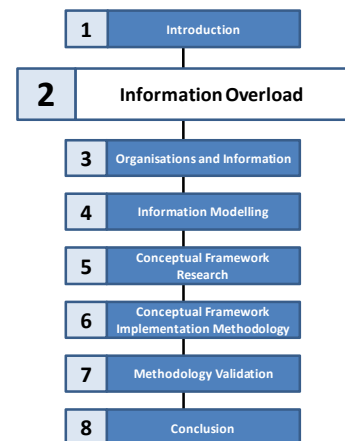 1 Introduction
2 Information Overload
3 Organisations and Information
4 Information Modelling
5 Conceptual Framework
Research
6 Conceptual Framework
Implementation Methodology
7 Methodology Validation
8 Conclusion